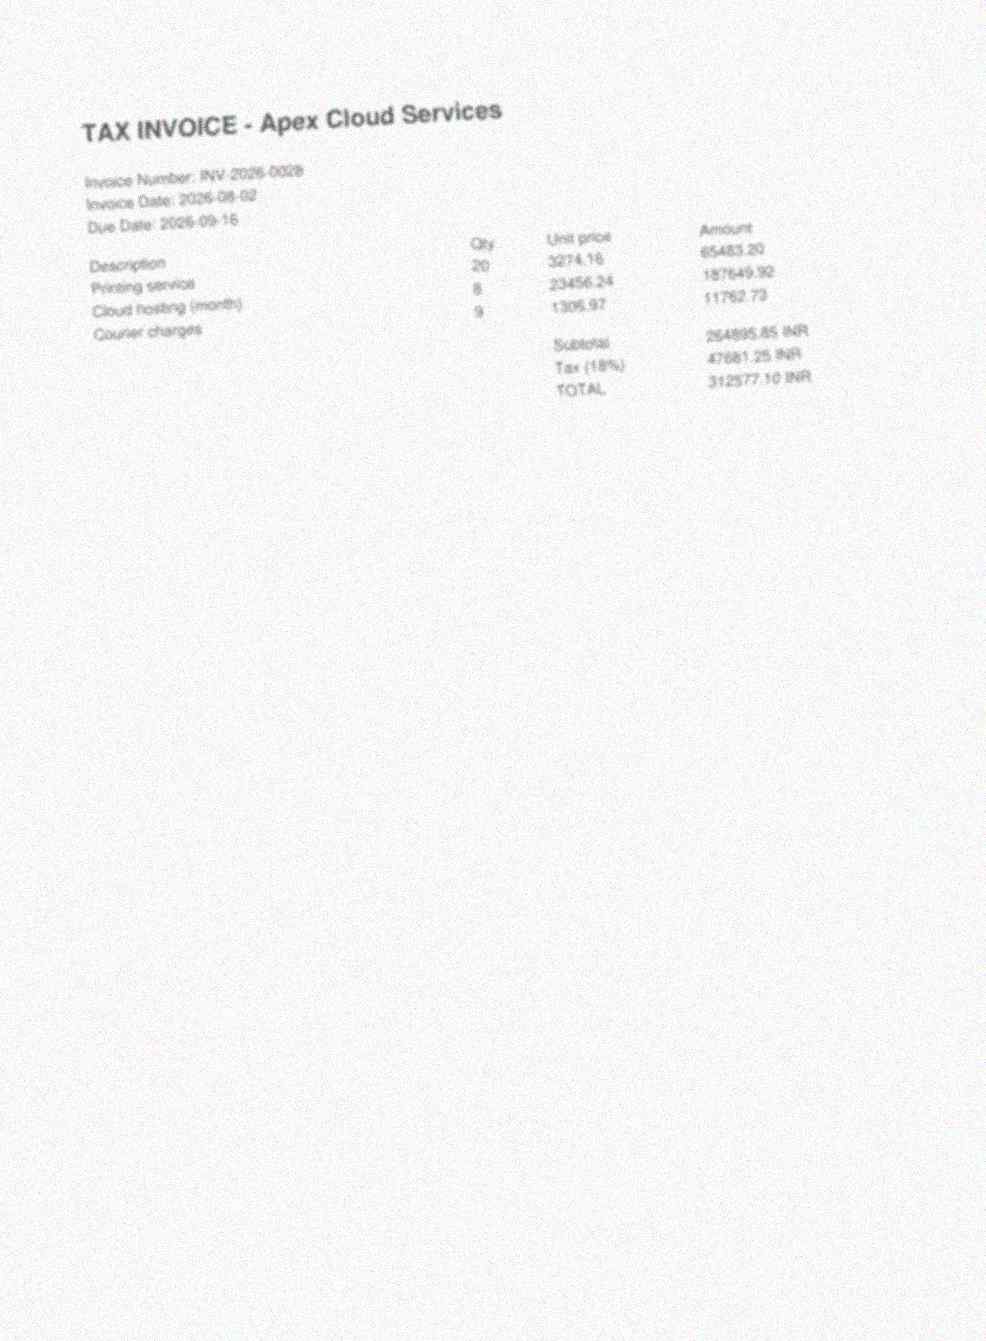 TAX INVOICE - Apex Cloud Services
Invoice Number: INV-2026-0028
Invoice Date: 2026-08-02
Due Date: 2026-09-16
Description Qty Unit price Amount
Printing service 20 3274.16 65483.20
Cloud hosting (month) 8 23456.24 187649.92
Courier charges 9 1306.97 11762.73
Subtotal 264895.85 INR
Tax (18%) 47681.25 INR
TOTAL 312577.10 INR